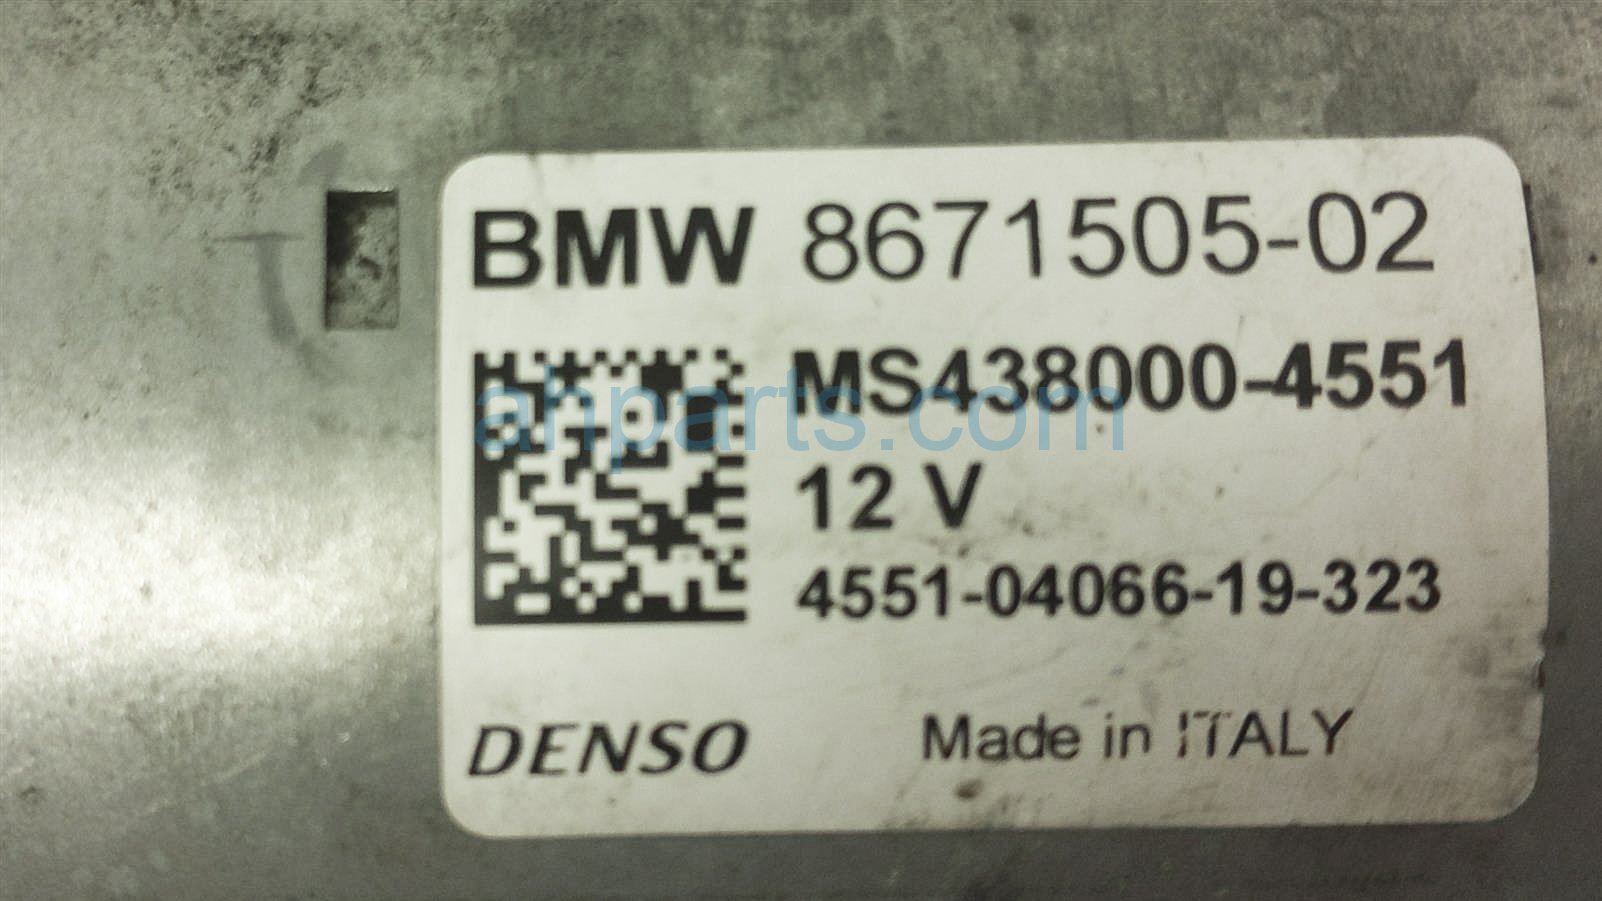 BMW 8671505-02
MS438000-4551
ahparts.com
12 V
4551-04066-19-323
DENSO
Made in ITALY